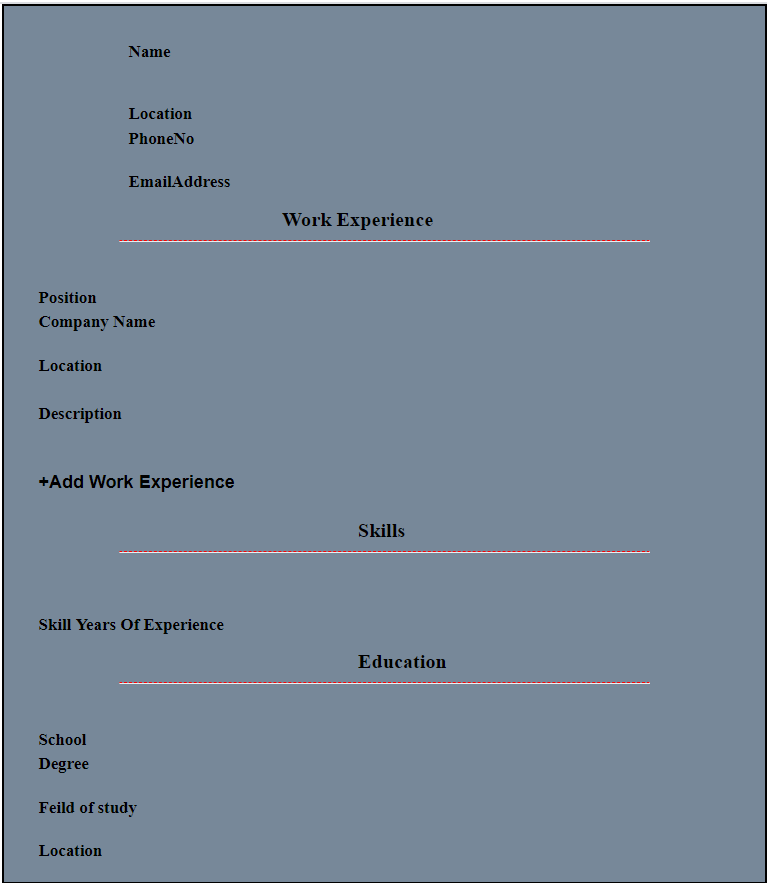 Name
Location
PhoneNo
EmailAddress
Work Experience
Position
Company Name
Location
Description
+Add Work Experience
Skills
Skill Years Of Experience
Education
School
Degree
Feild of study
Location